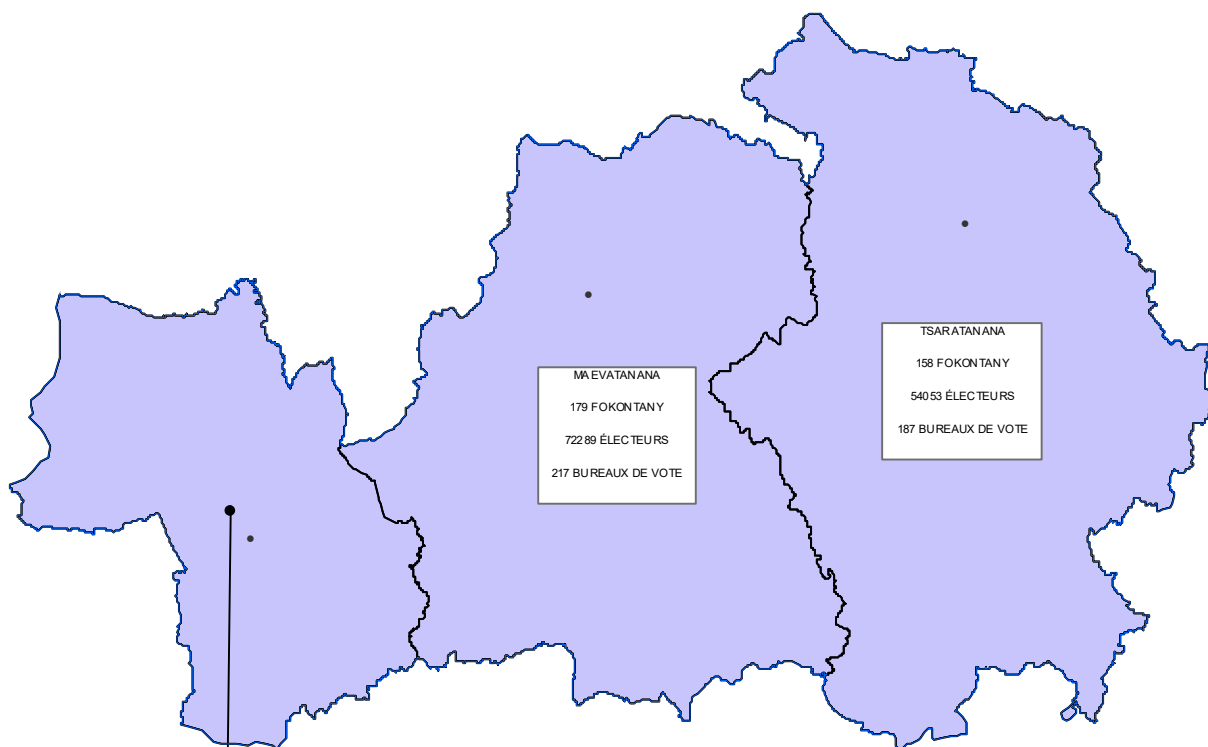 MAEVATANANA
179 FOKONTANY
72289 ÉLECTEURS
217 BUREAUX DE VOTE
TSARATANANA
158 FOKONTANY
54053 ÉLECTEURS
187 BUREAUX DE VOTE